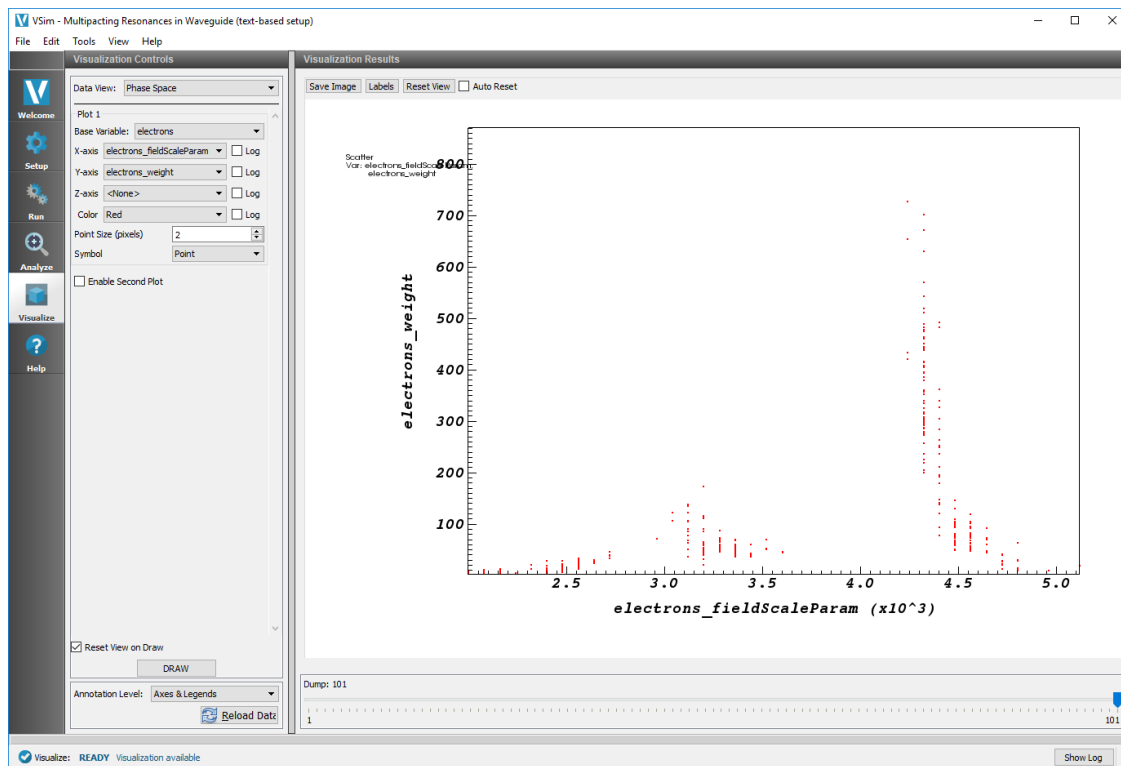 VSim - Multipacting Resonances in Waveguide (text-based setup)
File Edit Tools View Help
Visualization Controls
Visualization Results
Welcome
Setup
Run
Analyze
Visualize
Help
Data View: Phase Space
Plot 1
Base Variable: electrons
X-axis electrons_fieldScaleParam Log
Y-axis electrons_weight Log
Z-axis <None> Log
Color Red Log
Point Size (pixels) 2
Symbol Point
Enable Second Plot
Reset View on Draw
DRAW
Annotation Level: Axes & Legends
Reload Data
Save Image Labels Reset View Auto Reset
Scatter
Var: electrons_fieldScaleParam
electrons_weight
800
700
600
500
400
300
200
100
electrons_weight
2.5 3.0 3.5 4.0 4.5 5.0
electrons_fieldScaleParam (x10^3)
Dump: 101
1 101
Visualize: READY Visualization available
Show Log